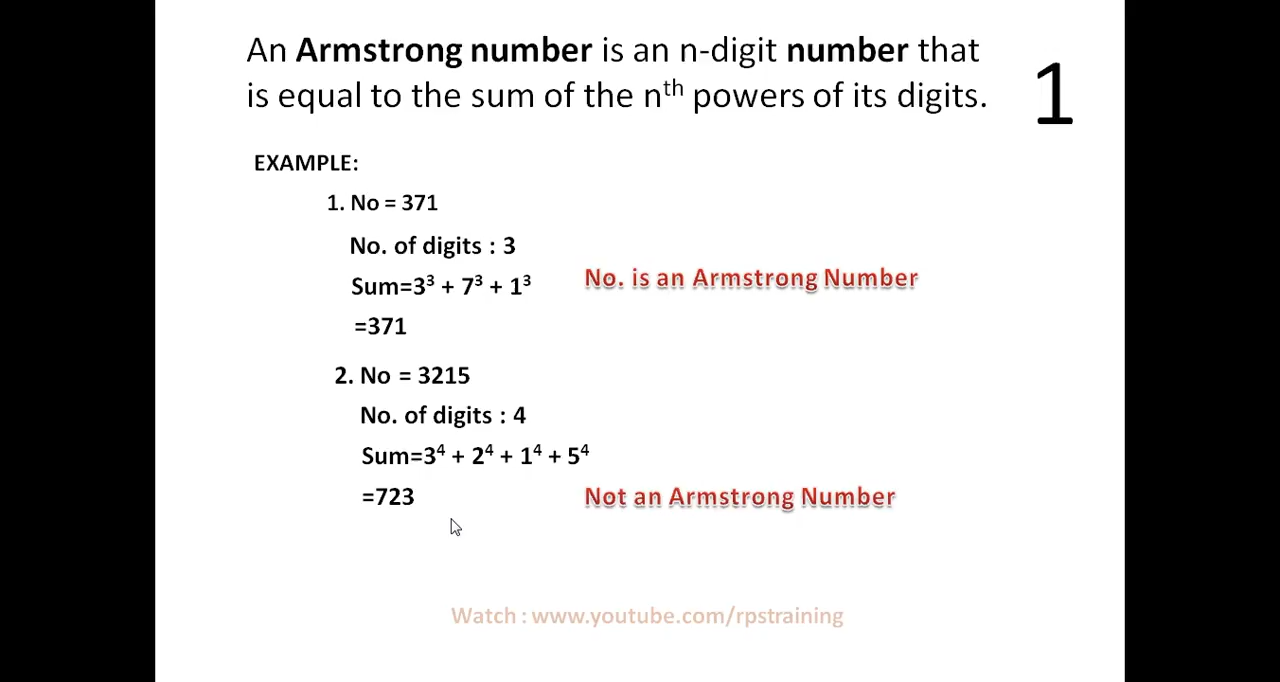 An Armstrong number is an n-digit number that
is equal to the sum of the nᵗʰ powers of its digits.
1
EXAMPLE:
1. No = 371
No. of digits : 3
Sum=3³ + 7³ + 1³
No. is an Armstrong Number
=371
2. No = 3215
No. of digits : 4
Sum=3⁴ + 2⁴ + 1⁴ + 5⁴
=723
Not an Armstrong Number
Watch : www.youtube.com/rpstraining